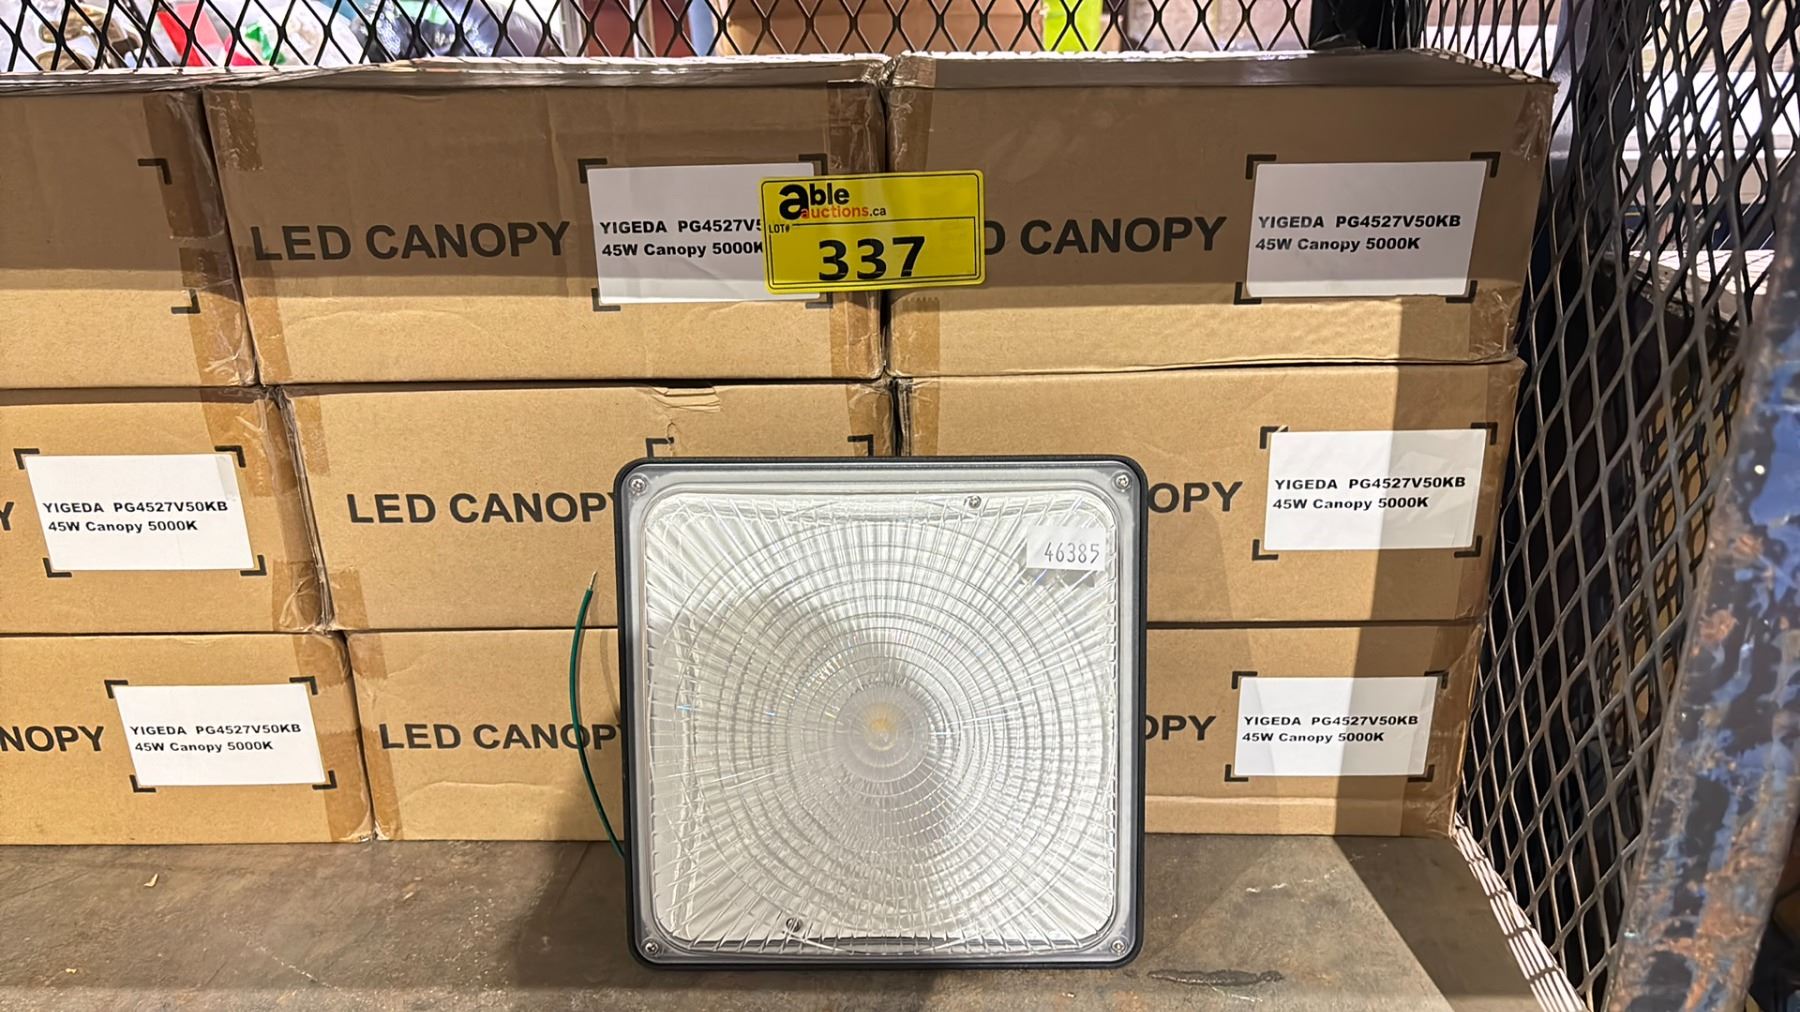 LED CANOPY
YIGEDA PG4527V5
45W Canopy 5000K
able
auctions.ca
LOT#
337
CANOPY
YIGEDA PG4527V50KB
45W Canopy 5000K
YIGEDA PG4527V50KB
45W Canopy 5000K
LED CANOP
OPY
YIGEDA PG4527V50KB
45W Canopy 5000K
46385
NOPY
YIGEDA PG4527V50KB
45W Canopy 5000K
LED CANOP
OPY
YIGEDA PG4527V50KB
45W Canopy 5000K